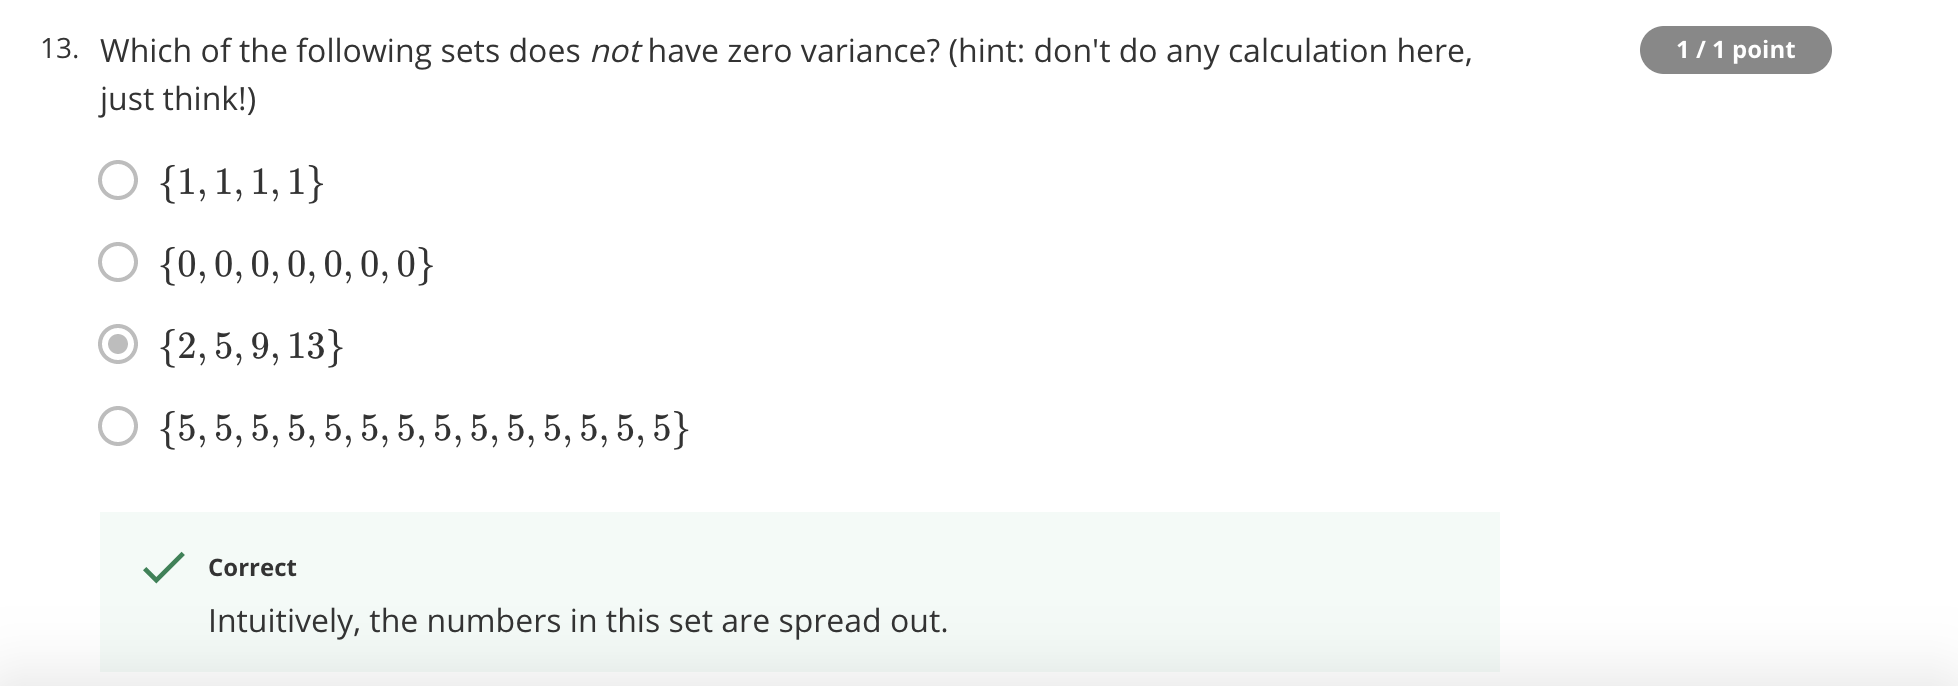 13. Which of the following sets does not have zero variance? (hint: don't do any calculation here,
1 / 1 point
just think!)
{1, 1, 1, 1}
{0, 0, 0, 0, 0, 0, 0}
{2, 5, 9, 13}
{5, 5, 5, 5, 5, 5, 5, 5, 5, 5, 5, 5, 5, 5}
Correct
Intuitively, the numbers in this set are spread out.